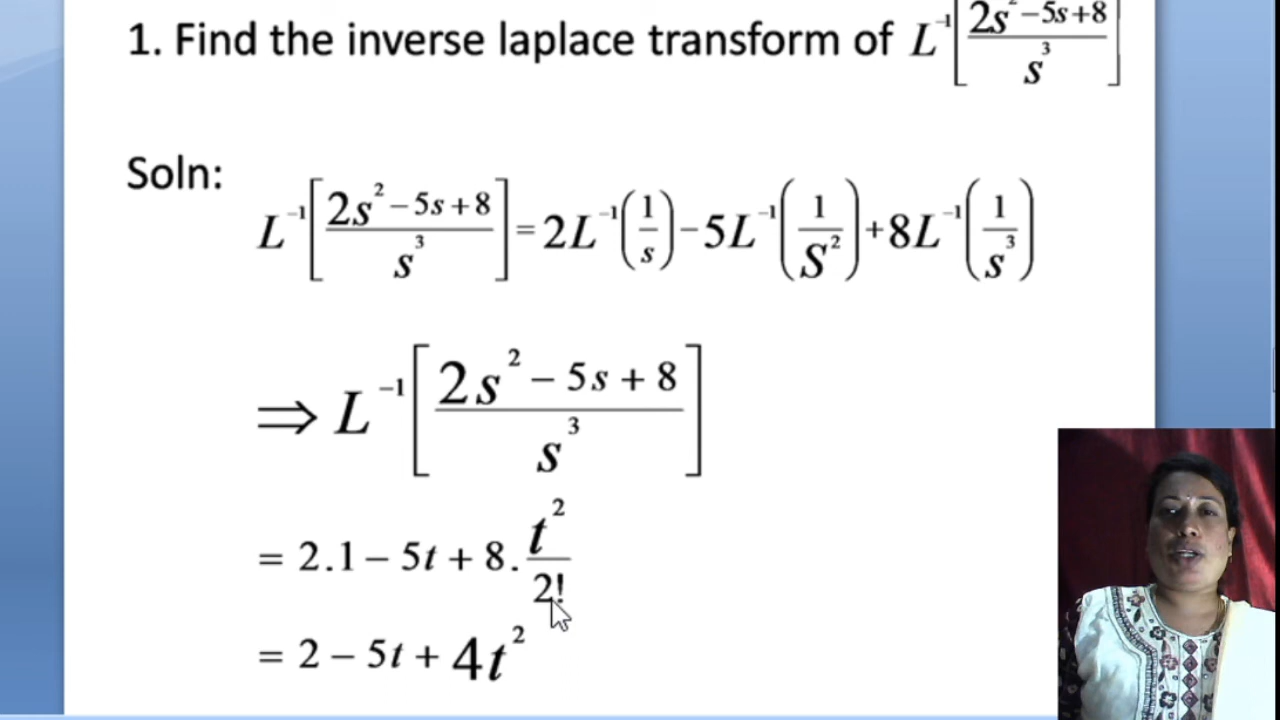 1. Find the inverse laplace transform of L⁻¹[(2s²−5s+8)/s³]
Soln:
L⁻¹[(2s²−5s+8)/s³] = 2L⁻¹(1/s) − 5L⁻¹(1/S²) + 8L⁻¹(1/s³)
⇒ L⁻¹[(2s²−5s+8)/s³]
= 2.1 − 5t + 8.t²/2!
= 2 − 5t + 4t²